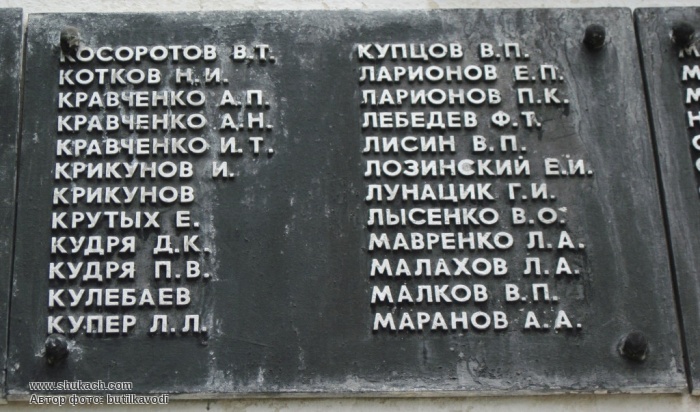 КОСОРОТОВ В.Т.
КОТКОВ Н.И.
КРАВЧЕНКО А.П.
КРАВЧЕНКО А.Н.
КРАВЧЕНКО И.Т.
КРИКУНОВ И.
КРИКУНОВ
КРУТЫХ Е.
КУДРЯ Д.К.
КУДРЯ П.В.
КУЛЕБАЕВ
КУПЕР Л.Л.
КУПЦОВ В.П.
ЛАРИОНОВ Е.П.
ЛАРИОНОВ П.К.
ЛЕБЕДЕВ Ф.Т.
ЛИСИН В.П.
ЛОЗИНСКИЙ Е.И.
ЛУНАЦИК Г.И.
ЛЫСЕНКО В.О.
МАВРЕНКО Л.А.
МАЛАХОВ Л.А.
МАЛКОВ В.П.
МАРАНОВ А.А.
www.shukach.com
Автор фото: butilkavodi